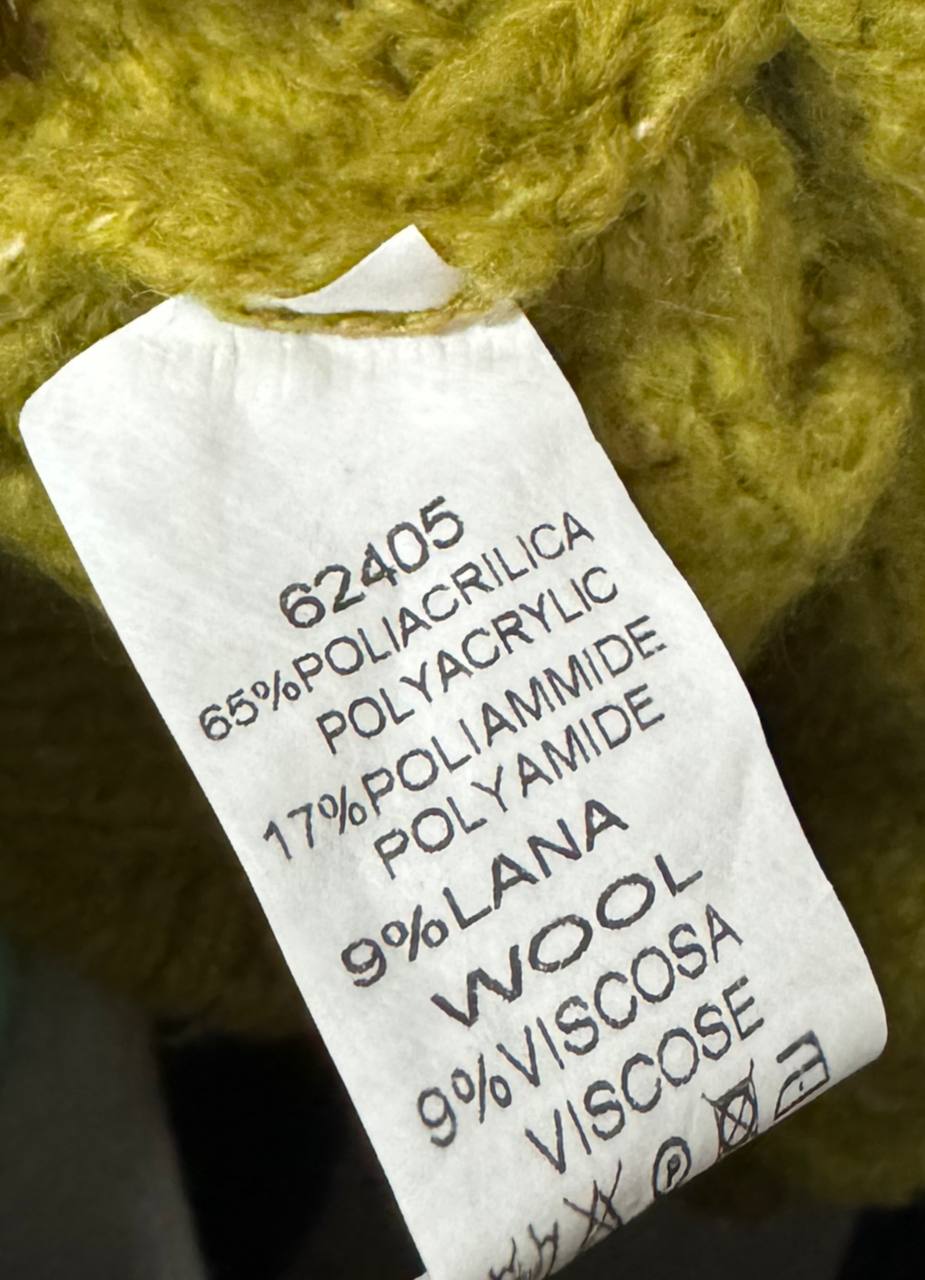 62405
65%POLIACRILICA
POLYACRYLIC
17%POLIAMMIDE
POLYAMIDE
9%LANA
WOOL
9%VISCOSA
VISCOSE
P